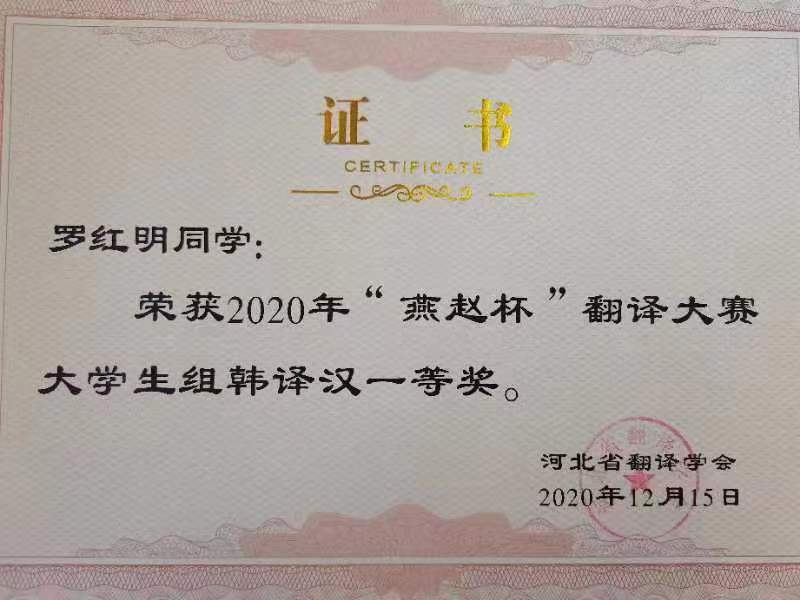 证书
CERTIFICATE
罗红明同学：
荣获2020年“燕赵杯”翻译大赛
大学生组韩译汉一等奖。
河北省翻译学会
2020年12月15日